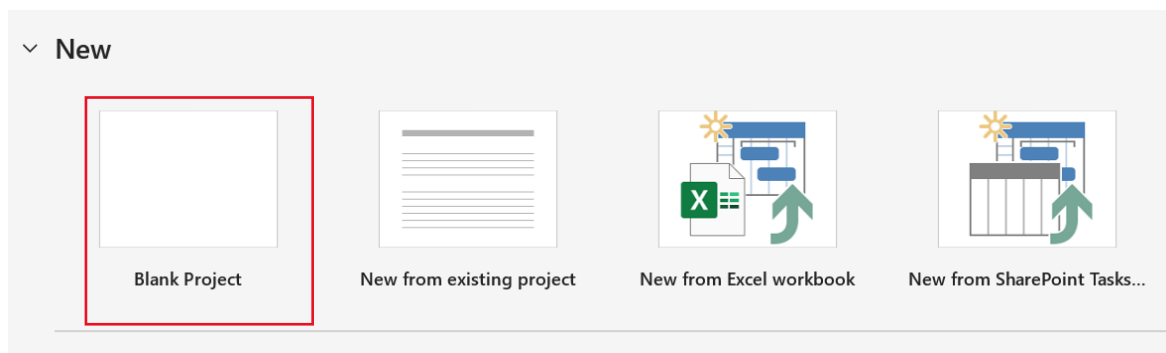 New
Blank Project
New from existing project
X
New from Excel workbook
New from SharePoint Tasks...